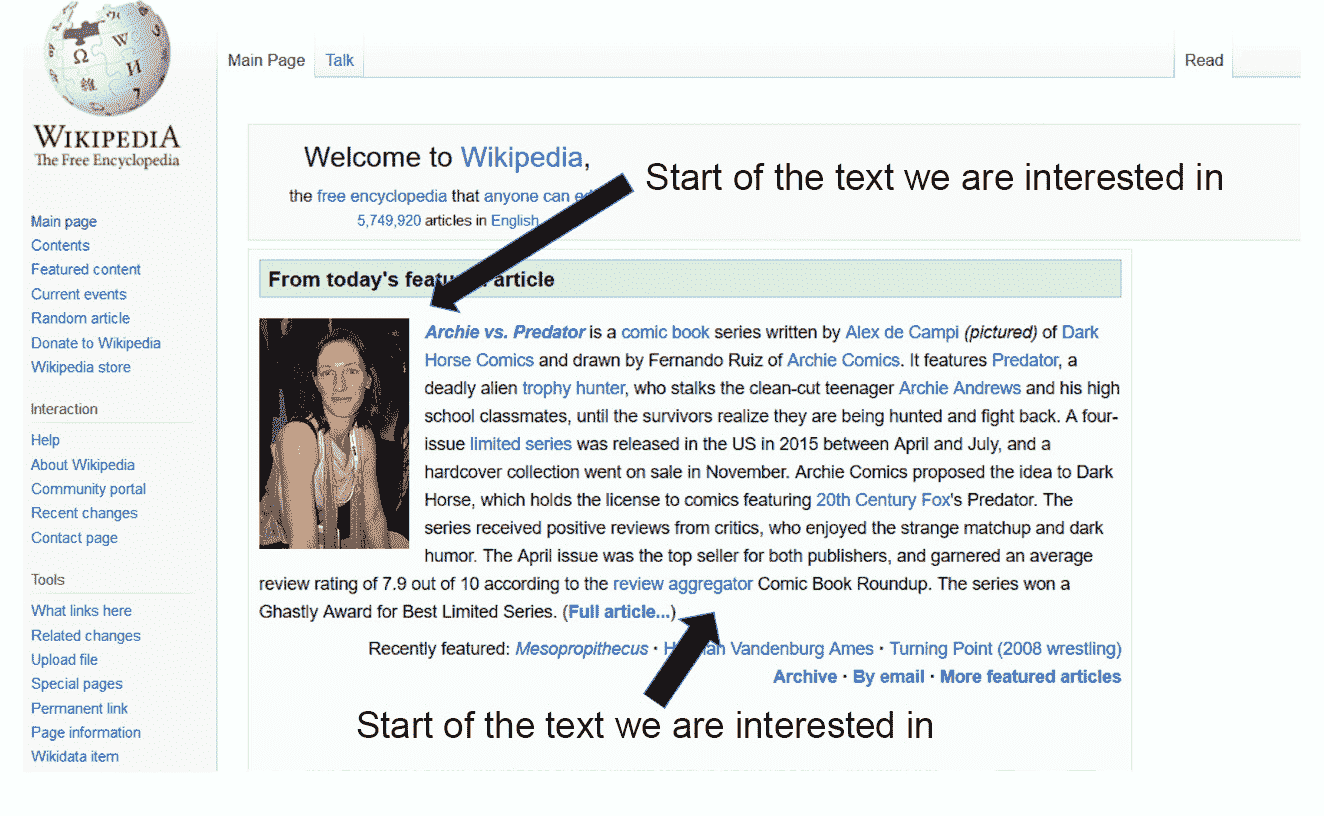 WIKIPEDIA
The Free Encyclopedia
Main Page
Talk
Read
Main page
Contents
Featured content
Current events
Random article
Donate to Wikipedia
Wikipedia store
Interaction
Help
About Wikipedia
Community portal
Recent changes
Contact page
Tools
What links here
Related changes
Upload file
Special pages
Permanent link
Page information
Wikidata item
Welcome to Wikipedia,
the free encyclopedia that anyone can
5,749,920 articles in English
Start of the text we are interested in
From today's article
Archie vs. Predator is a comic book series written by Alex de Campi (pictured) of Dark
Horse Comics and drawn by Fernando Ruiz of Archie Comics. It features Predator, a
deadly alien trophy hunter, who stalks the clean-cut teenager Archie Andrews and his high
school classmates, until the survivors realize they are being hunted and fight back. A four-
issue limited series was released in the US in 2015 between April and July, and a
hardcover collection went on sale in November. Archie Comics proposed the idea to Dark
Horse, which holds the license to comics featuring 20th Century Fox's Predator. The
series received positive reviews from critics, who enjoyed the strange matchup and dark
humor. The April issue was the top seller for both publishers, and garnered an average
review rating of 7.9 out of 10 according to the review aggregator Comic Book Roundup. The series won a
Ghastly Award for Best Limited Series. (Full article...)
Recently featured: Mesopropithecus · Vandenburg Ames · Turning Point (2008 wrestling)
Archive · By email · More featured articles
Start of the text we are interested in